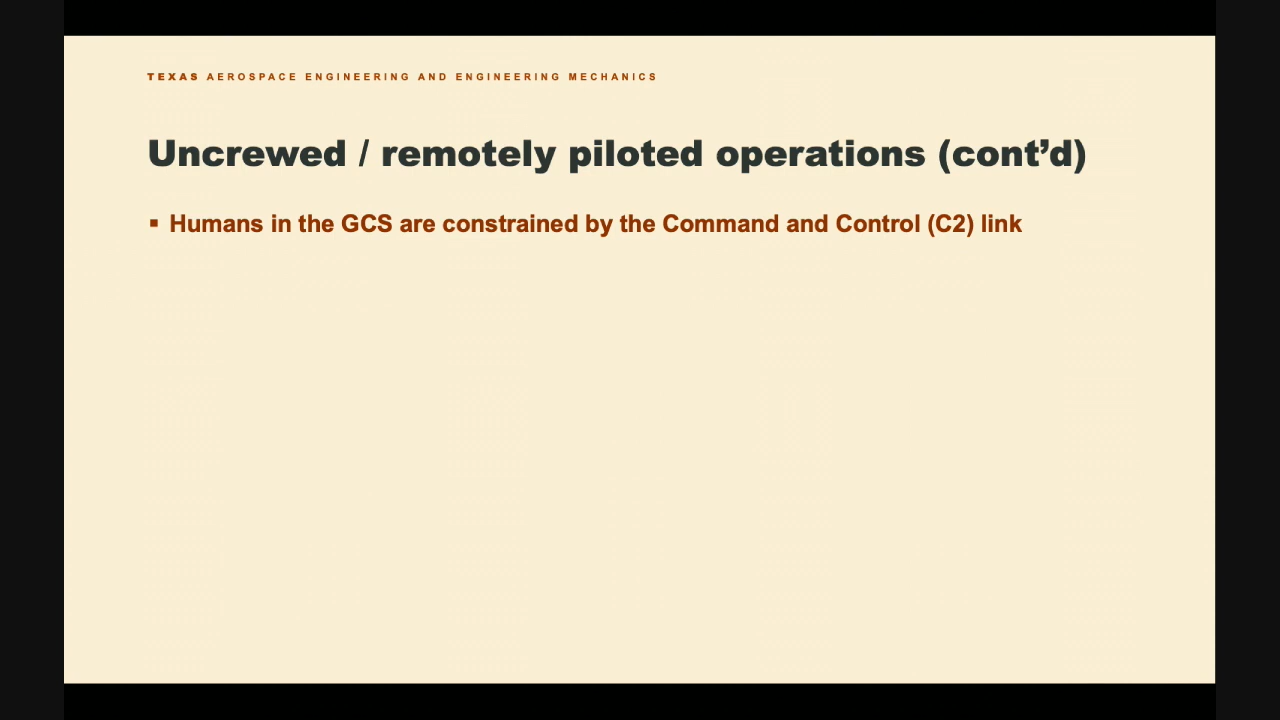 TEXAS AEROSPACE ENGINEERING AND ENGINEERING MECHANICS
Uncrewed / remotely piloted operations (cont’d)
▪ Humans in the GCS are constrained by the Command and Control (C2) link